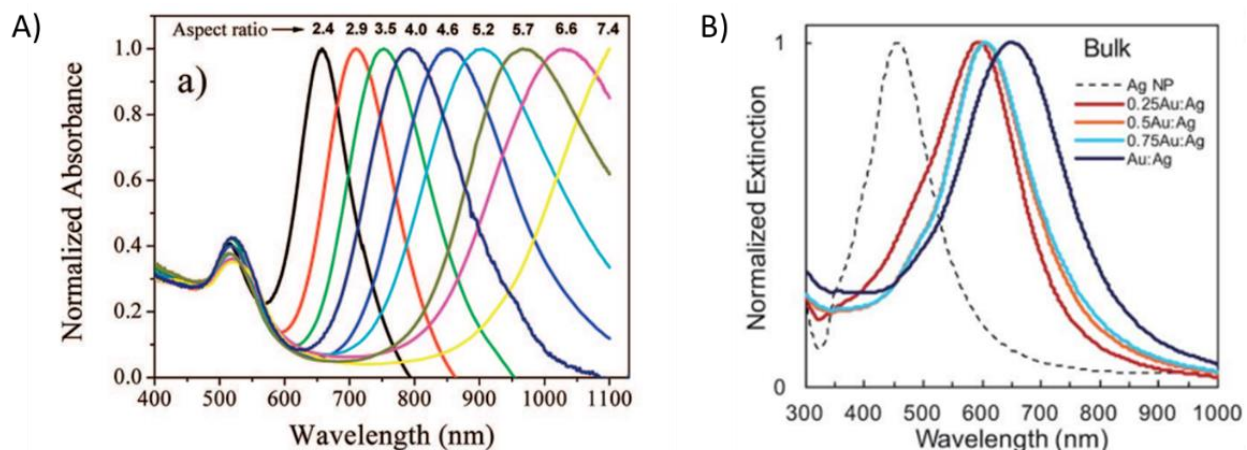 A)
Aspect ratio → 2.4 2.9 3.5 4.0 4.6 5.2 5.7 6.6 7.4
a)
1.0
0.8
0.6
0.4
0.2
0.0
Normalized Absorbance
400 500 600 700 800 900 1000 1100
Wavelength (nm)
B)
Bulk
Ag NP
0.25Au:Ag
0.5Au:Ag
0.75Au:Ag
Au:Ag
1
0
Normalized Extinction
300 400 500 600 700 800 900 1000
Wavelength (nm)